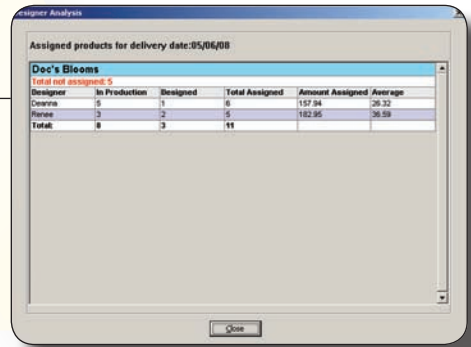 esigner Analysis
Assigned products for delivery date:05/06/08
Doc's Blooms
Total not assigned: 5
Designer In Production Designed Total Assigned Amount Assigned Average
Deanna 5 1 6 157.94 26.32
Renee 3 2 5 182.95 36.59
Total: 8 3 11
Close